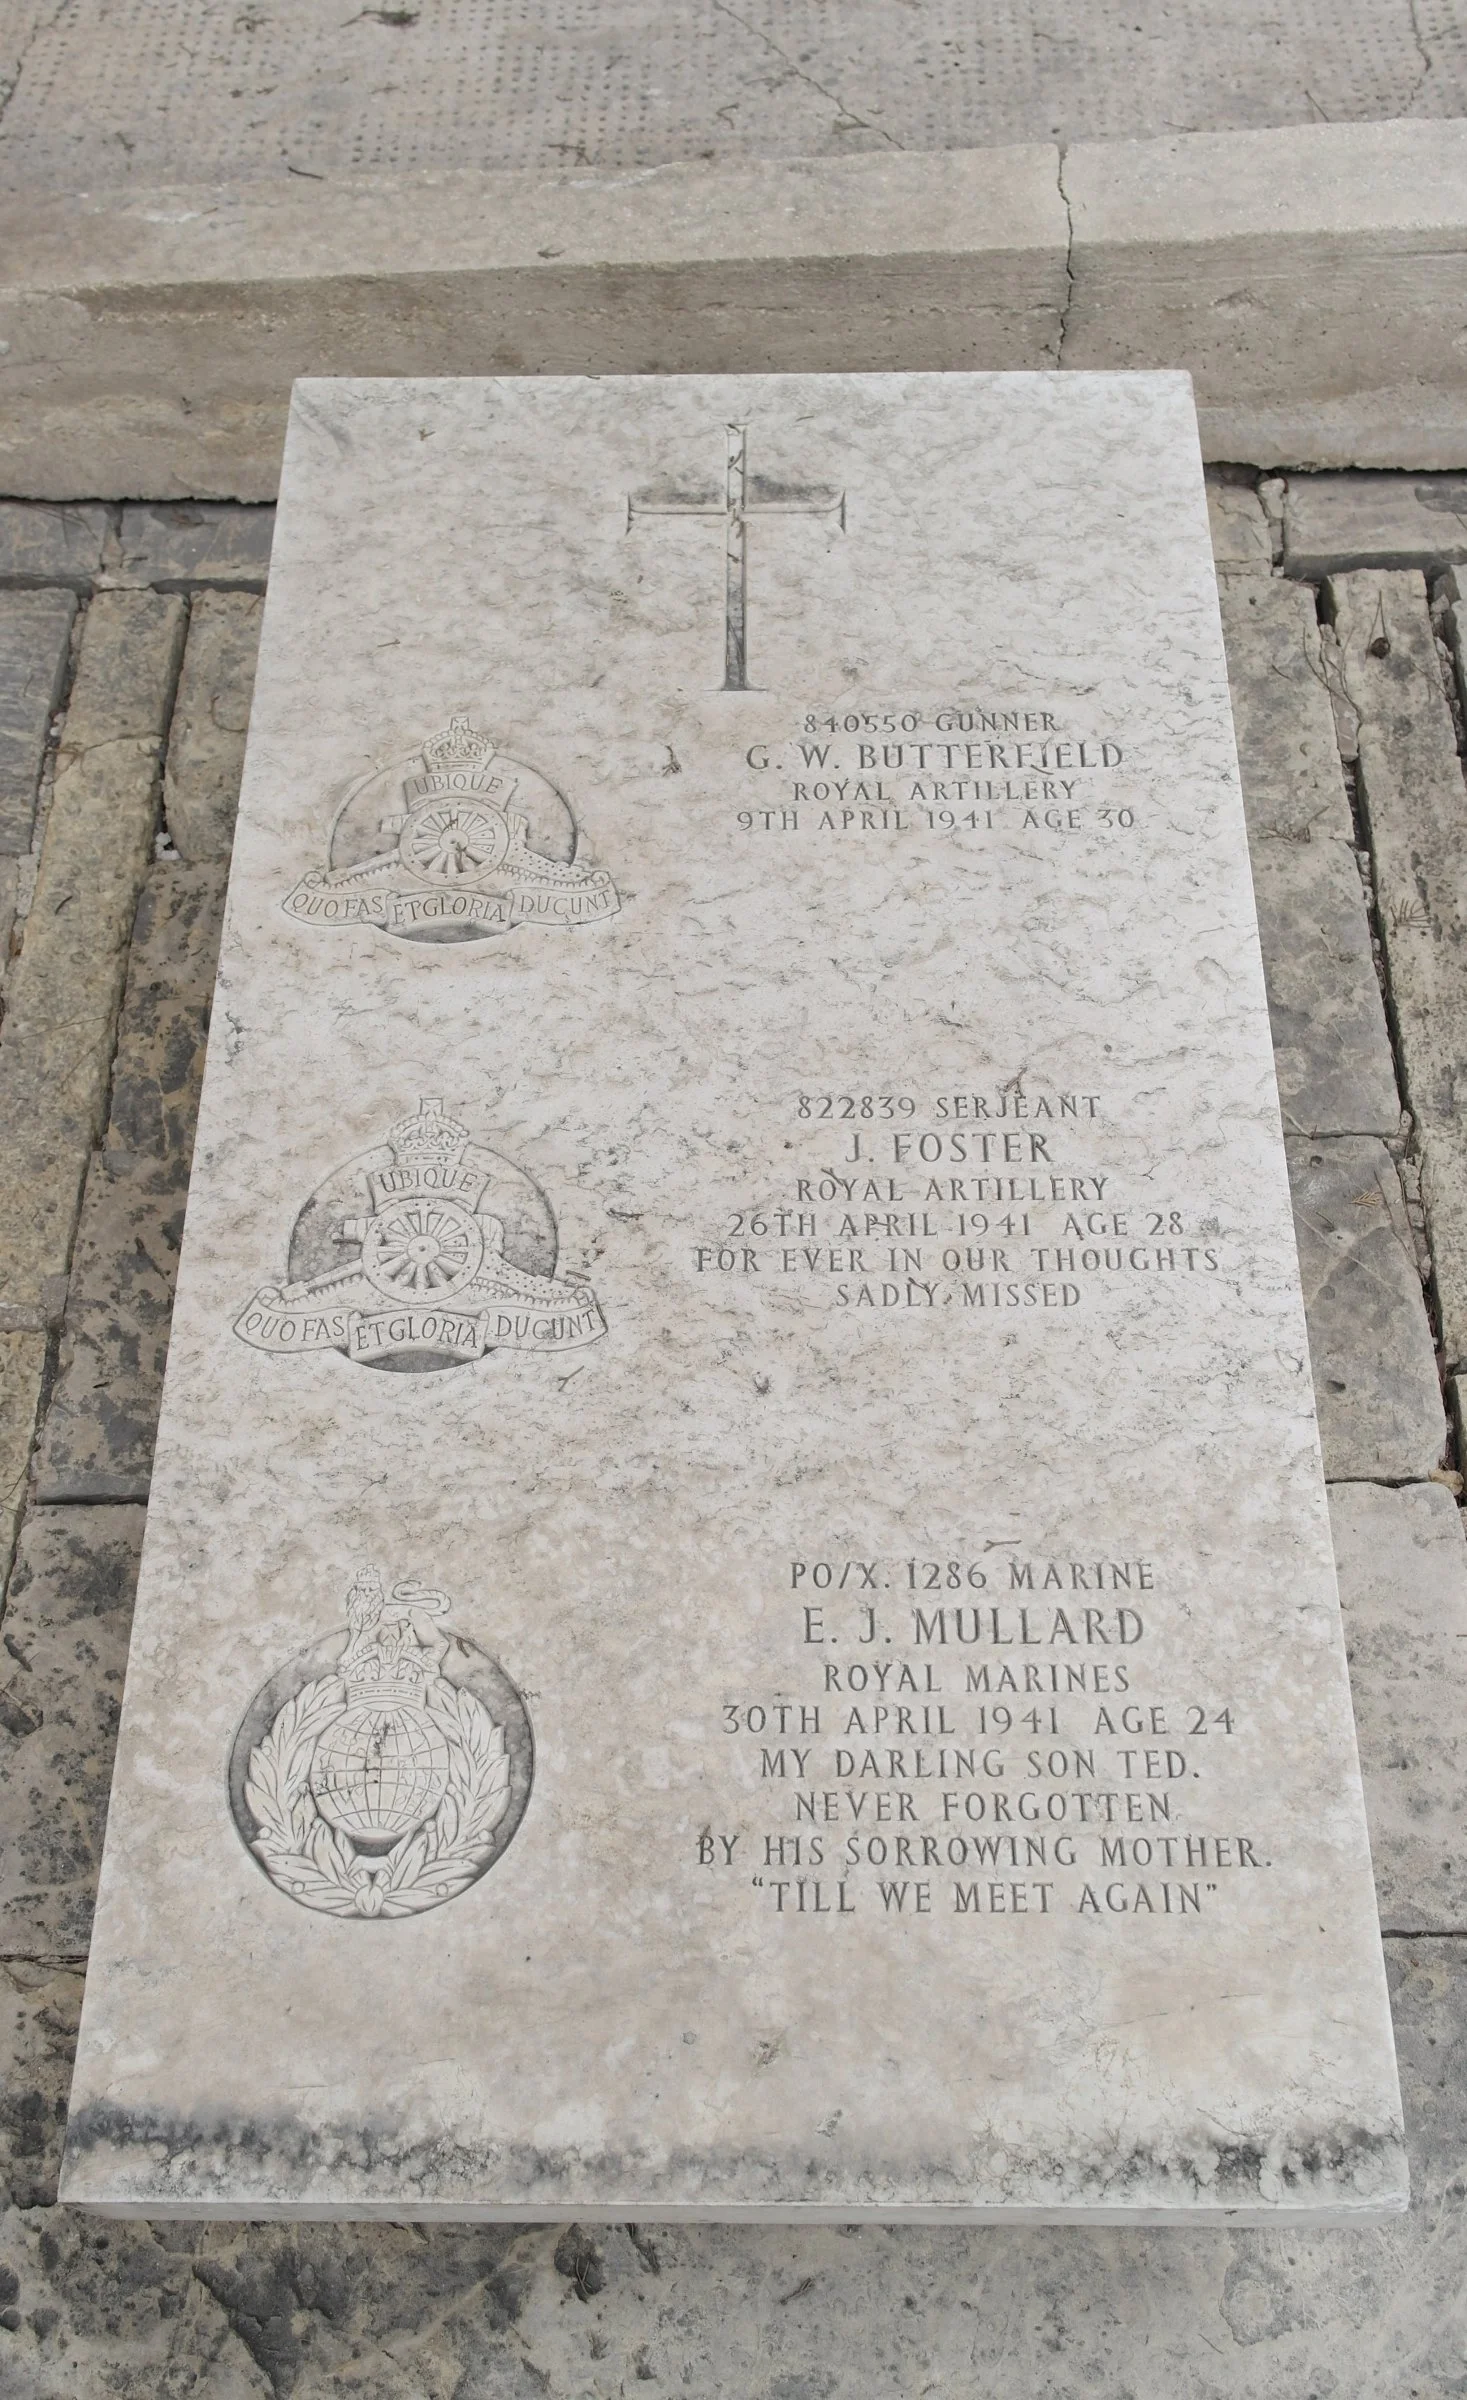 840550 GUNNER
G. W. BUTTERFIELD
ROYAL ARTILLERY
9TH APRIL 1941 AGE 30
UBIQUE
QUO FAS ET GLORIA DUCUNT
822839 SERJEANT
J. FOSTER
ROYAL ARTILLERY
26TH APRIL 1941 AGE 28
FOR EVER IN OUR THOUGHTS
SADLY MISSED
UBIQUE
QUO FAS ET GLORIA DUCUNT
PO/X. 1286 MARINE
E. J. MULLARD
ROYAL MARINES
30TH APRIL 1941 AGE 24
MY DARLING SON TED.
NEVER FORGOTTEN
BY HIS SORROWING MOTHER.
“TILL WE MEET AGAIN”